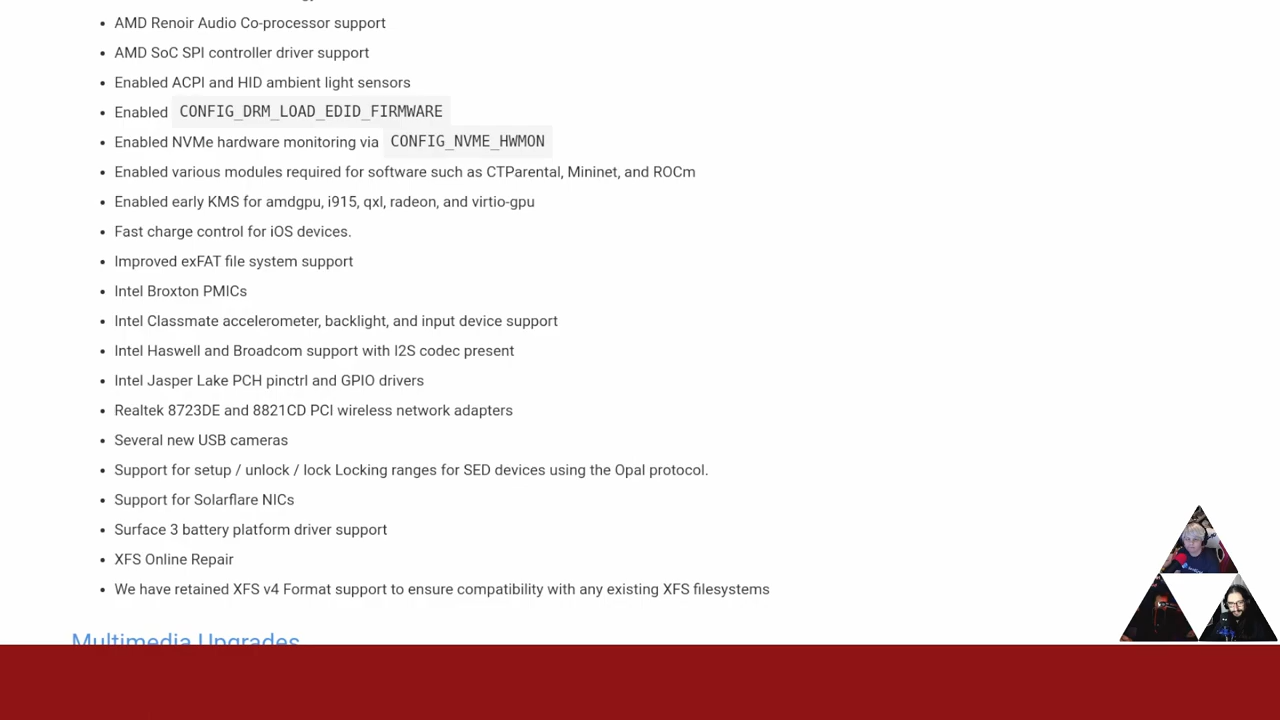 AMD Renoir Audio Co-processor support
AMD SoC SPI controller driver support
Enabled ACPI and HID ambient light sensors
Enabled CONFIG_DRM_LOAD_EDID_FIRMWARE
Enabled NVMe hardware monitoring via CONFIG_NVME_HWMON
Enabled various modules required for software such as CTParental, Mininet, and ROCm
Enabled early KMS for amdgpu, i915, qxl, radeon, and virtio-gpu
Fast charge control for iOS devices.
Improved exFAT file system support
Intel Broxton PMICs
Intel Classmate accelerometer, backlight, and input device support
Intel Haswell and Broadcom support with I2S codec present
Intel Jasper Lake PCH pinctrl and GPIO drivers
Realtek 8723DE and 8821CD PCI wireless network adapters
Several new USB cameras
Support for setup / unlock / lock Locking ranges for SED devices using the Opal protocol.
Support for Solarflare NICs
Surface 3 battery platform driver support
XFS Online Repair
We have retained XFS v4 Format support to ensure compatibility with any existing XFS filesystems
Multimedia Upgrades